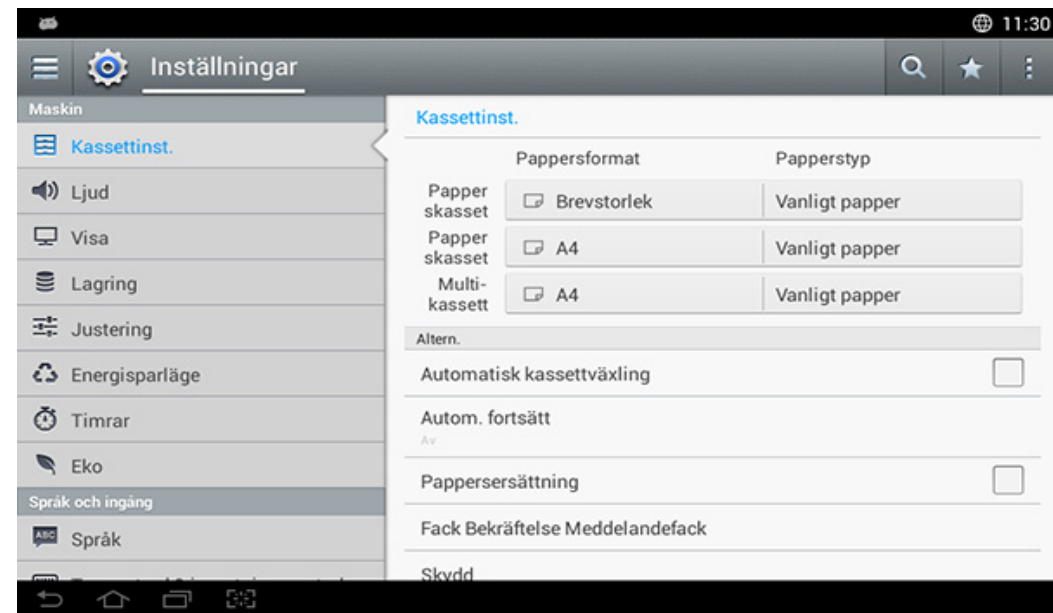 11:30
Inställningar
Maskin
Kassettinst.
Ljud
Visa
Lagring
Justering
Energisparläge
Timrar
Eko
Språk och ingång
ABC
Språk
Kassettinst.
Pappersformat Papperstyp
Papper
skasset
Brevstorlek Vanligt papper
Papper
skasset
A4 Vanligt papper
Multi-
kassett
A4 Vanligt papper
Altern.
Automatisk kassettväxling
Autom. fortsätt
Av
Pappersersättning
Fack Bekräftelse Meddelandefack
Skydd